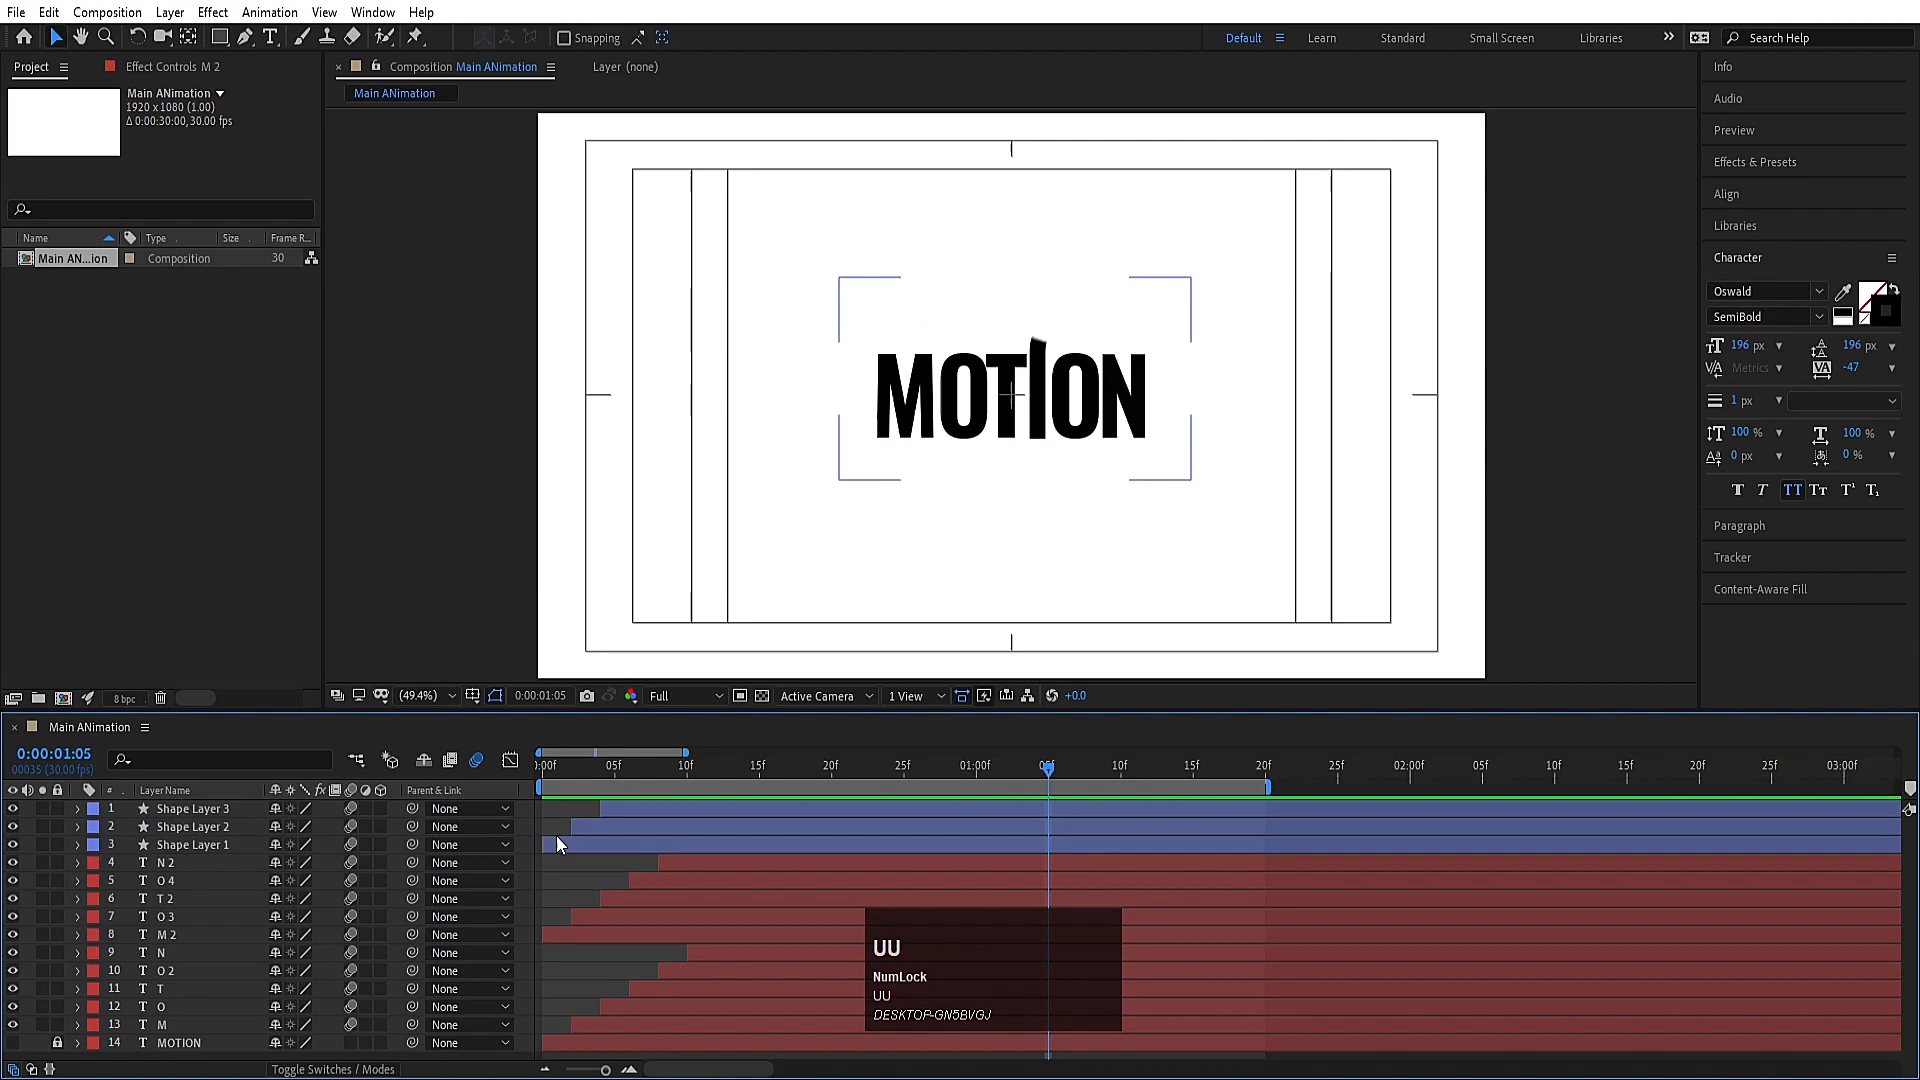 File Edit Composition Layer Effect Animation View Window Help
Snapping Default Learn Standard Small Screen Libraries Search Help
Project Effect Controls M 2
Composition Main ANimation Layer (none)
Main ANimation
Main ANimation
1920 x 1080 (1.00)
Δ 0:00:30:00, 30.00 fps
Name Type Size Frame R...
Main AN...ion Composition 30
8 bpc
MOTION
(49.4%) 0:00:01:05 Full Active Camera 1 View +0.0
Info
Audio
Preview
Effects & Presets
Align
Libraries
Character
Oswald
SemiBold
196 px 196 px
Metrics -47
1 px
100 % 100 %
0 px 0 %
Paragraph
Tracker
Content-Aware Fill
Main ANimation
0:00:01:05
00035 (30.00 fps)
):00f 05f 10f 15f 20f 25f 01:00f 05f 10f 15f 20f 25f 02:00f 05f 10f 15f 20f 25f 03:00f
# Layer Name Parent & Link
1 Shape Layer 3 None
2 Shape Layer 2 None
3 Shape Layer 1 None
4 T N 2 None
5 T O 4 None
6 T T 2 None
7 T O 3 None
8 T M 2 None
9 T N None
10 T O 2 None
11 T T None
12 T O None
13 T M None
14 T MOTION None
UU
NumLock
UU
DESKTOP-GN5BVGJ
Toggle Switches / Modes